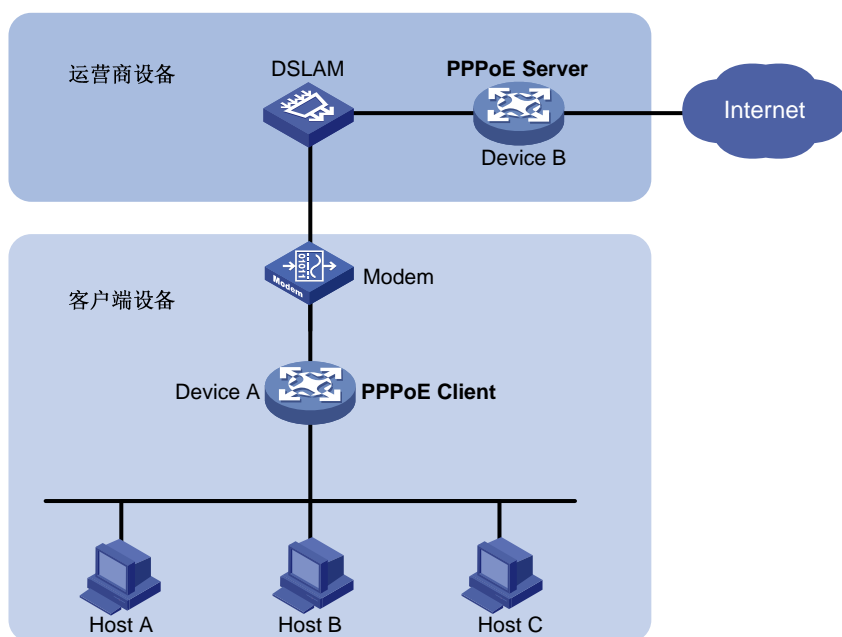 运营商设备
DSLAM
PPPoE Server
Device B
Internet
客户端设备
01011
Modem
Modem
Device A
PPPoE Client
Host A
Host B
Host C